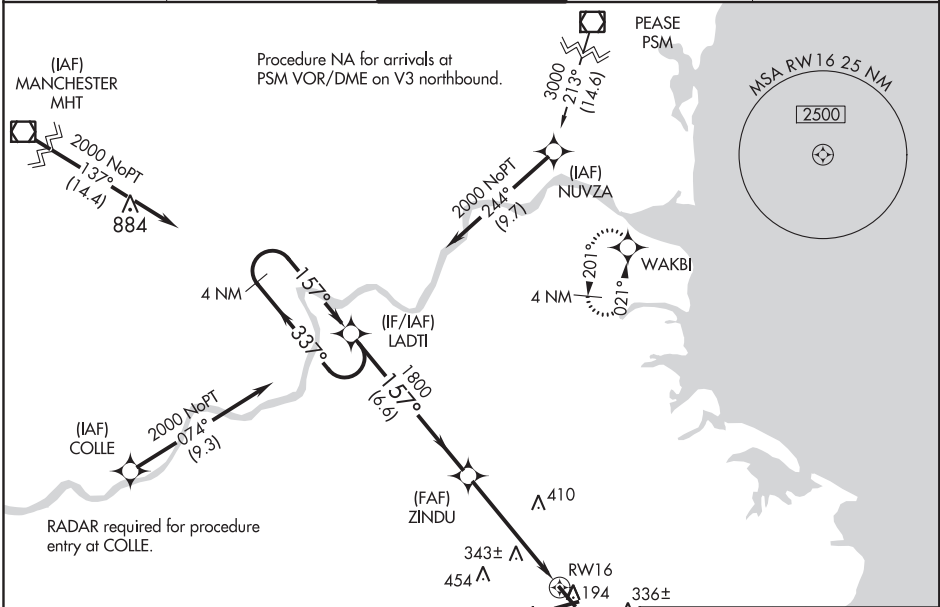 PEASE
PSM
Procedure NA for arrivals at
PSM VOR/DME on V3 northbound.
(IAF)
MANCHESTER
MHT
MSA RW16 25 NM
2500
3000
213°
(14.6)
2000 NoPT
137°
(14.4)
884
(IAF)
NUVZA
2000 NoPT
244°
(9.7)
WAKBI
201°
021°
4 NM
4 NM
157°
337°
(IF/IAF)
LADTI
1800
157°
(6.6)
2000 NoPT
074°
(9.3)
(IAF)
COLLE
(FAF)
ZINDU
410
RADAR required for procedure
entry at COLLE.
343±
454
RW16
194
336±